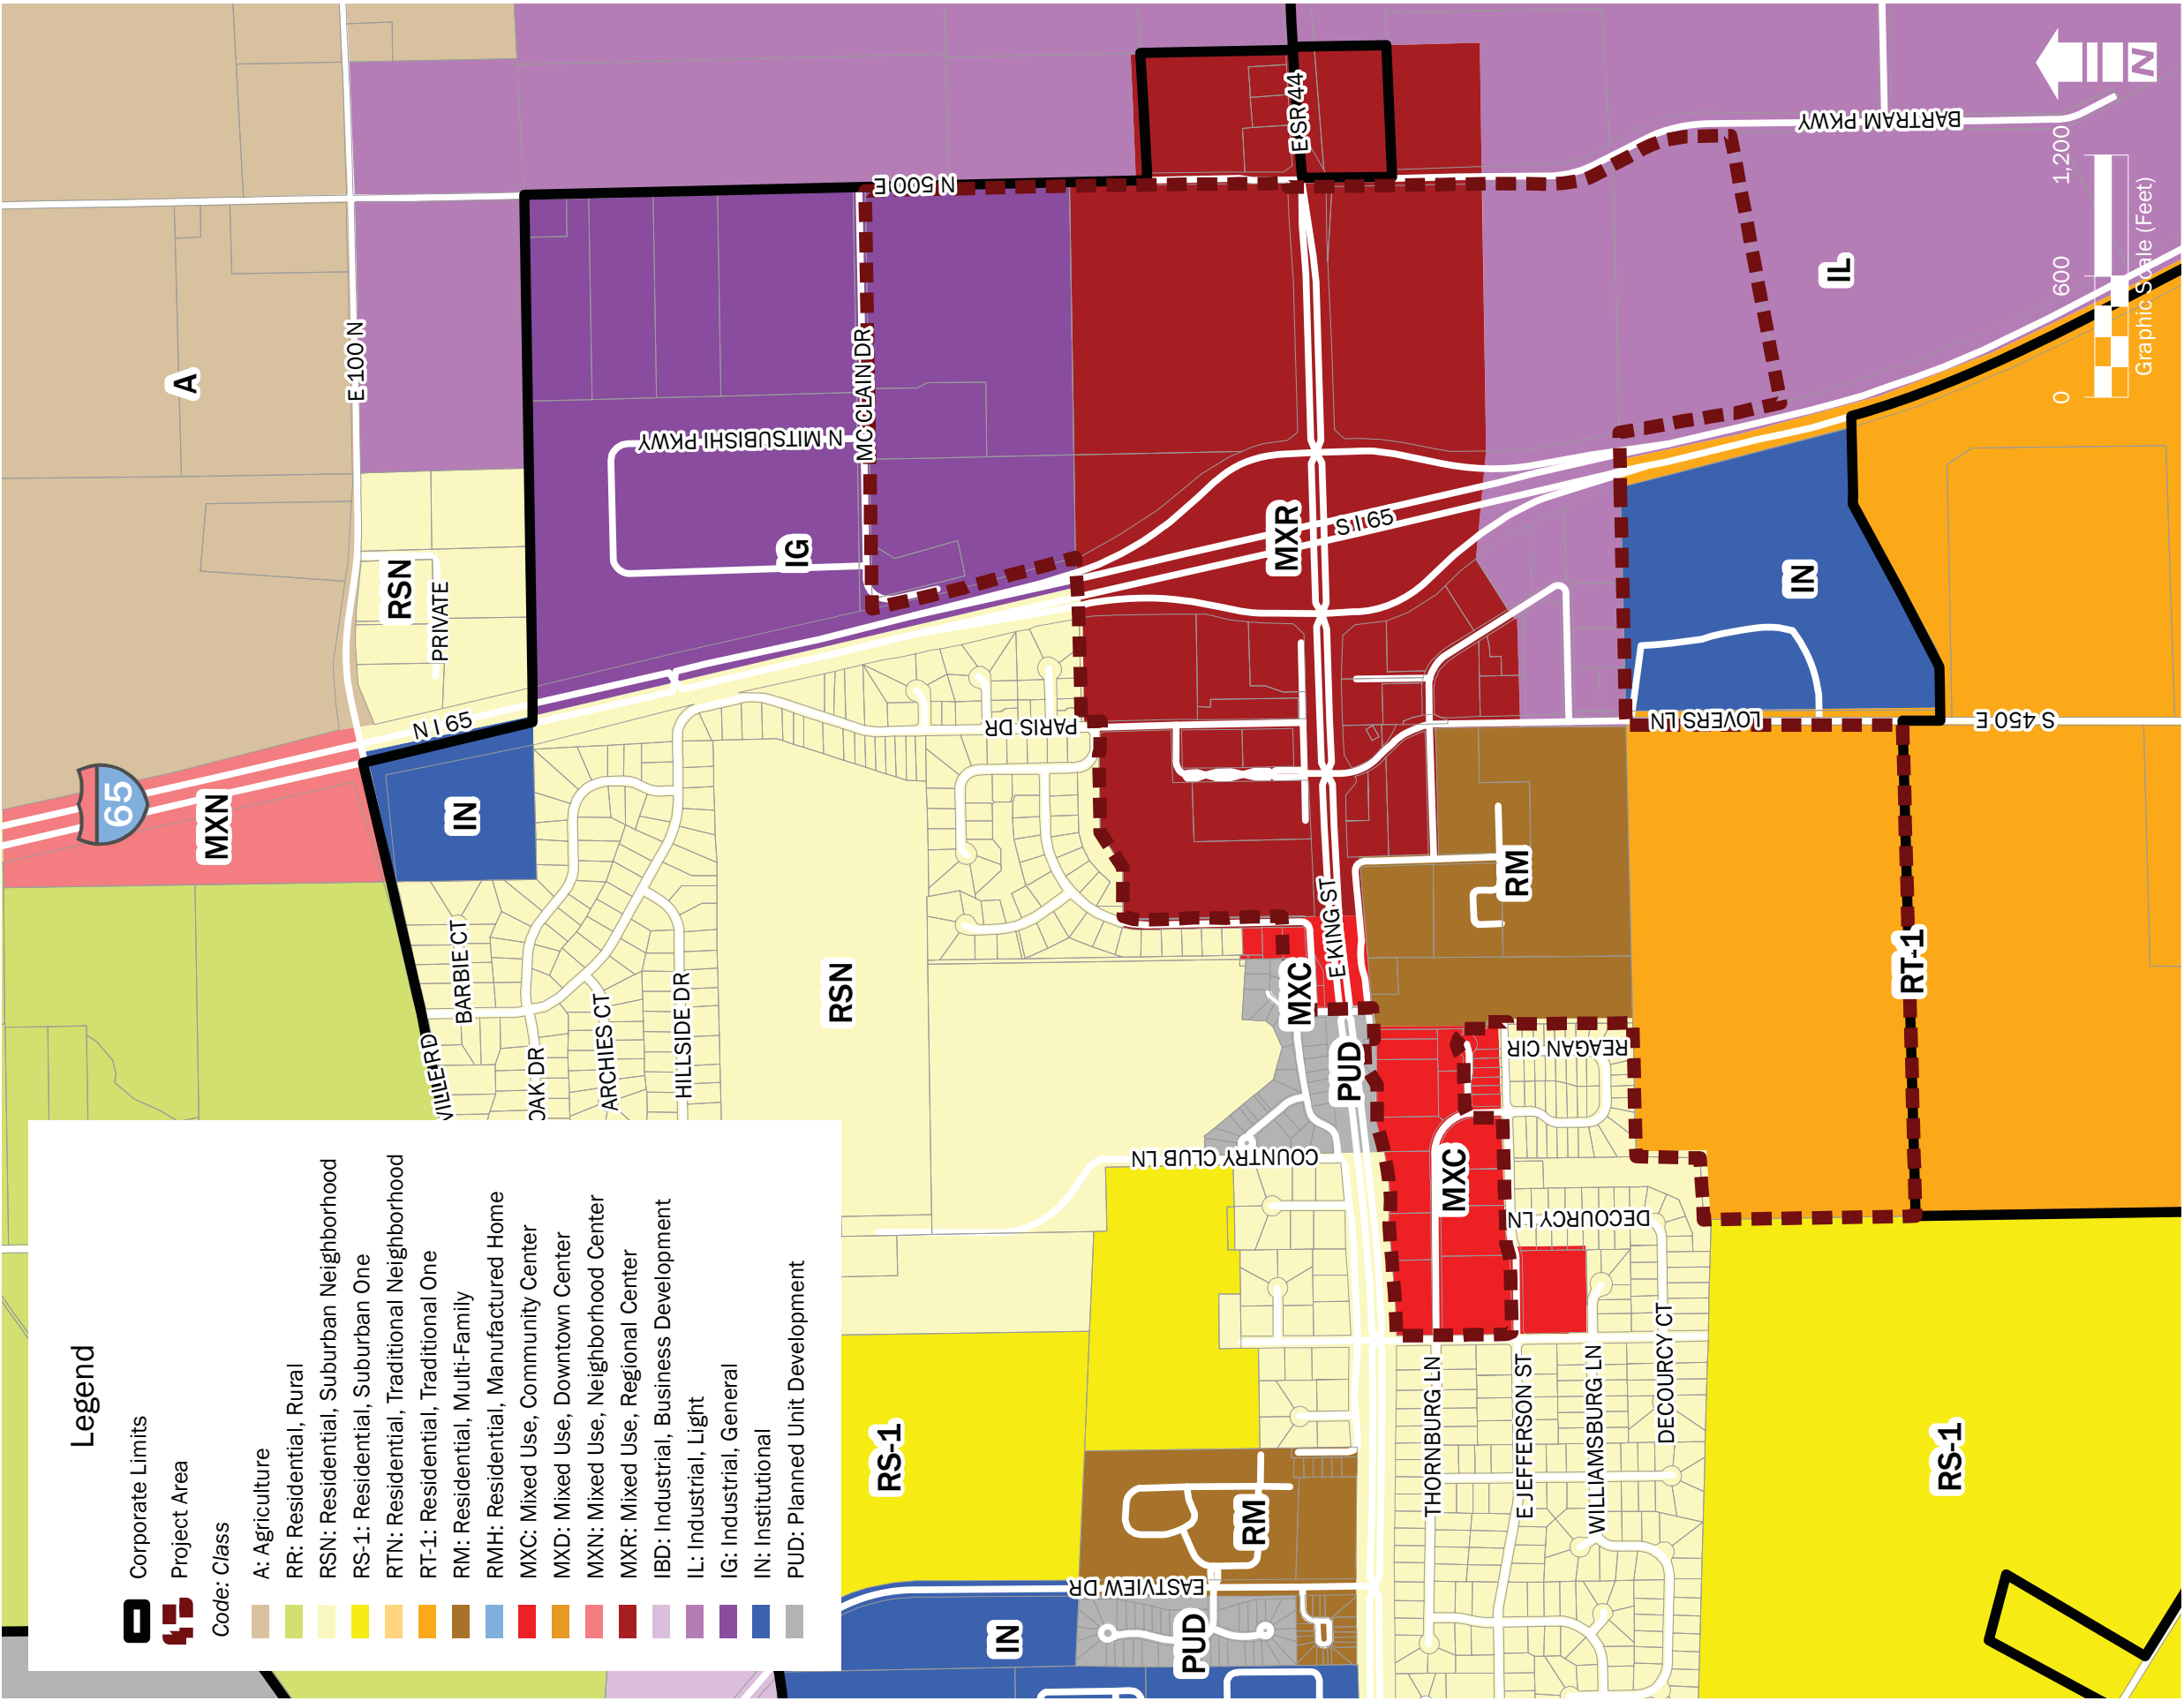 Legend
Corporate Limits
Project Area
Code: Class
A: Agriculture
RR: Residential, Rural
RSN: Residential, Suburban Neighborhood
RS-1: Residential, Suburban One
RTN: Residential, Traditional Neighborhood
RT-1: Residential, Traditional One
RM: Residential, Multi-Family
RMH: Residential, Manufactured Home
MXC: Mixed Use, Community Center
MXD: Mixed Use, Downtown Center
MXN: Mixed Use, Neighborhood Center
MXR: Mixed Use, Regional Center
IBD: Industrial, Business Development
IL: Industrial, Light
IG: Industrial, General
IN: Institutional
PUD: Planned Unit Development
65
MXN
A
E 100 N
RSN
PRIVATE
N I 65
IN
BARBIE CT
OAK DR
ARCHIES CT
HILLSIDE DR
RSN
N 500 E
MC CLAIN DR
N MITSUBISHI PKWY
IG
PARIS DR
E SR 44
MXR
S I 65
E KING ST
MXC
PUD
COUNTRY CLUB LN
RS-1
RM
EASTVIEW DR
IN
PUD
RM
MXC
REAGAN CIR
DECOURCY LN
THORNBURG LN
E JEFFERSON ST
WILLIAMSBURG LN
DECOURCY CT
BARTRAM PKWY
IL
IN
LOVERS LN
S 450 E
RT-1
RS-1
0
600
1,200
Graphic Scale (Feet)
N